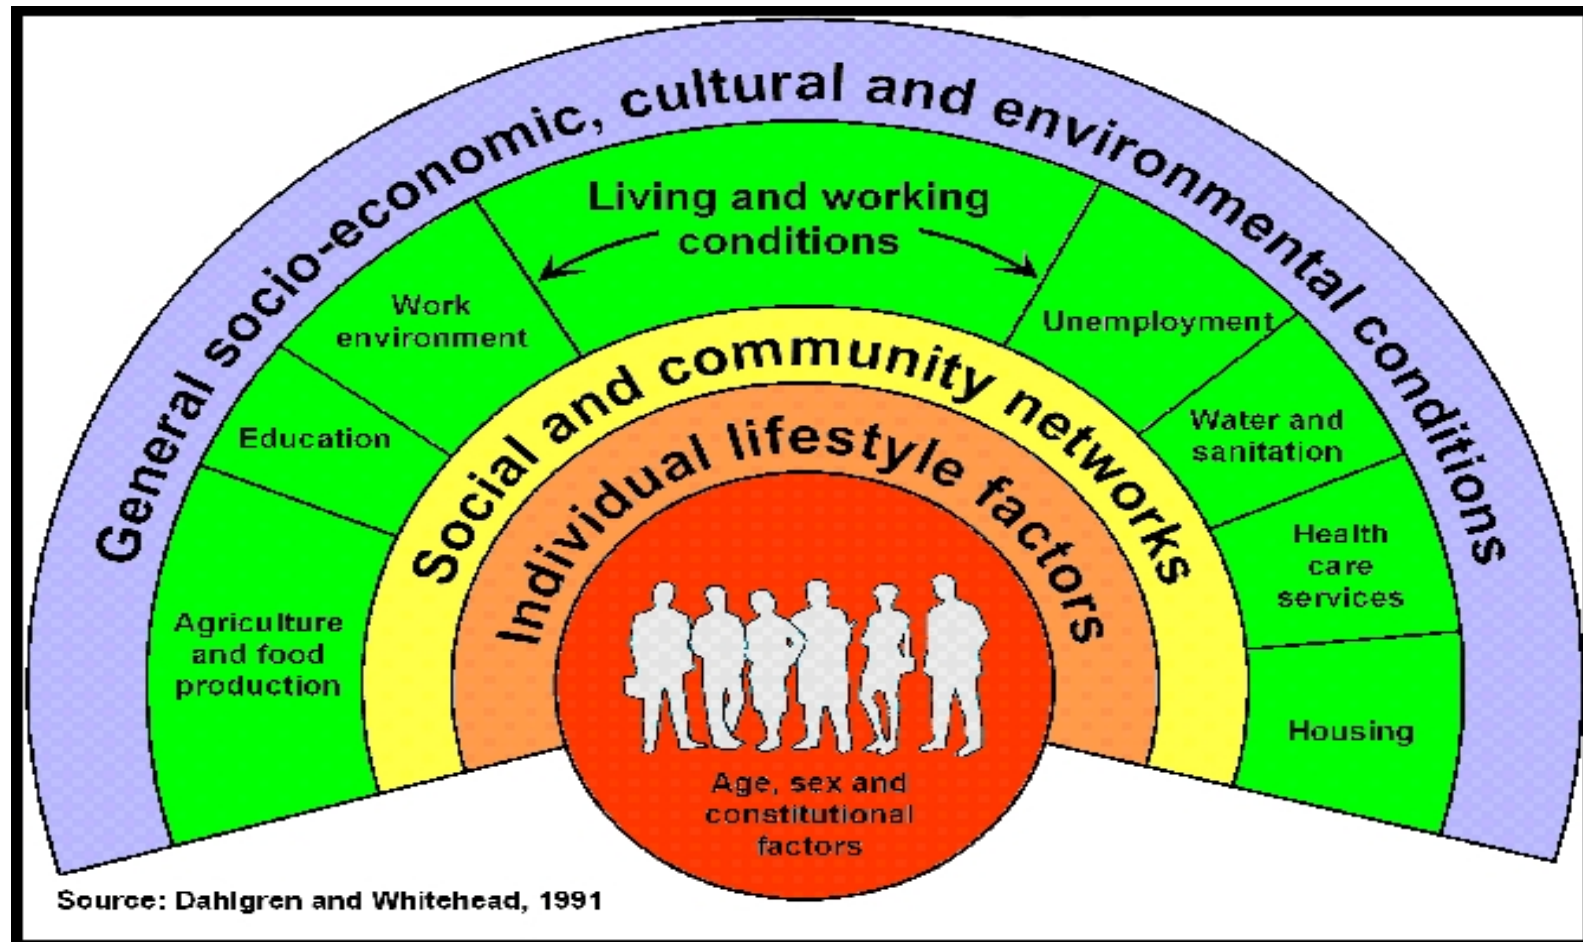 General socio-economic, cultural and environmental conditions
Living and working
conditions
Work
environment
Unemployment
Education
Water and
sanitation
Agriculture
and food
production
Health
care
services
Housing
Social and community networks
Individual lifestyle factors
Age, sex and
constitutional
factors
Source: Dahlgren and Whitehead, 1991